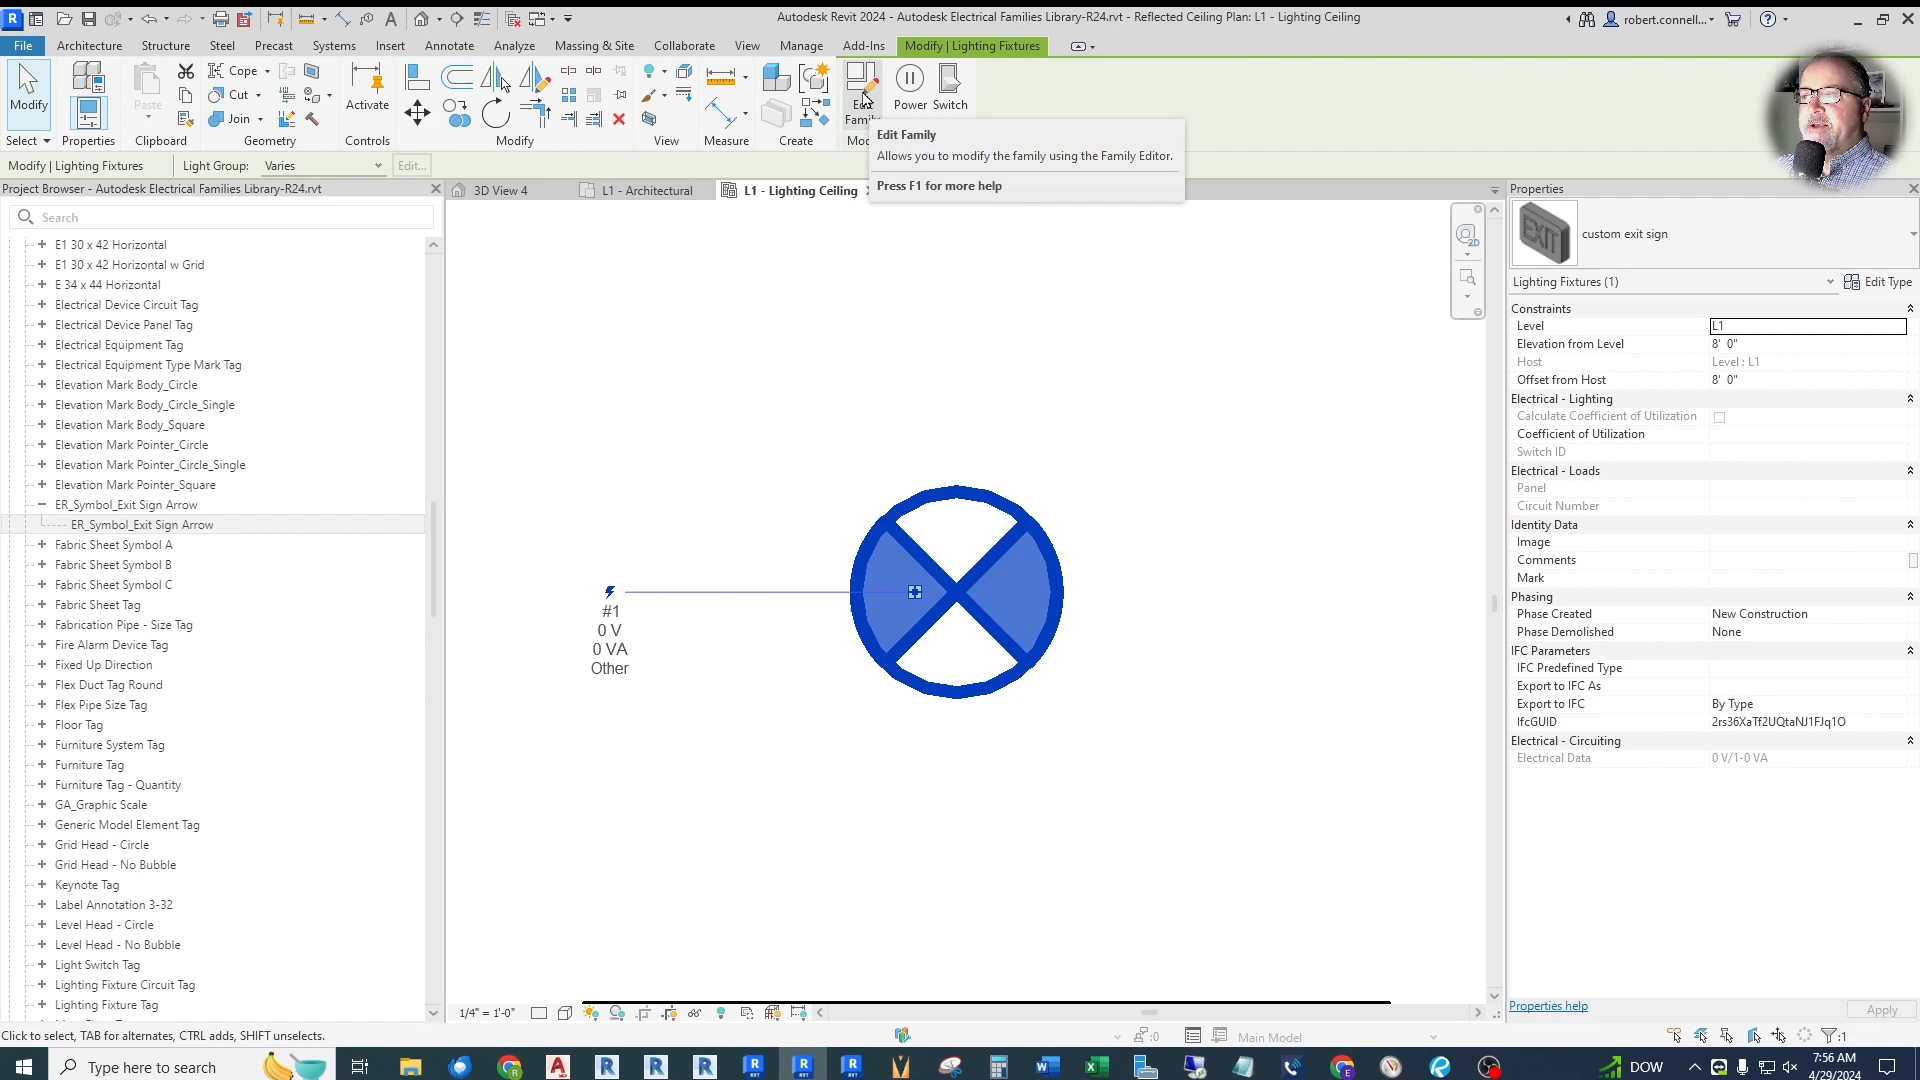 Autodesk Revit 2024 - Autodesk Electrical Families Library-R24.rvt - Reflected Ceiling Plan: L1 - Lighting Ceiling
robert.connell...
File Architecture Structure Steel Precast Systems Insert Annotate Analyze Massing & Site Collaborate View Manage Add-Ins Modify | Lighting Fixtures
Modify
Paste
Cope
Cut
Join
Activate
Edit
Family
Power
Switch
Select Properties Clipboard Geometry Controls Modify View Measure Create
Edit Family
Allows you to modify the family using the Family Editor.
Press F1 for more help
Modify | Lighting Fixtures Light Group: Varies Edit...
Project Browser - Autodesk Electrical Families Library-R24.rvt
3D View 4 L1 - Architectural L1 - Lighting Ceiling
Search
E1 30 x 42 Horizontal
E1 30 x 42 Horizontal w Grid
E 34 x 44 Horizontal
Electrical Device Circuit Tag
Electrical Device Panel Tag
Electrical Equipment Tag
Electrical Equipment Type Mark Tag
Elevation Mark Body_Circle
Elevation Mark Body_Circle_Single
Elevation Mark Body_Square
Elevation Mark Pointer_Circle
Elevation Mark Pointer_Circle_Single
Elevation Mark Pointer_Square
ER_Symbol_Exit Sign Arrow
ER_Symbol_Exit Sign Arrow
Fabric Sheet Symbol A
Fabric Sheet Symbol B
Fabric Sheet Symbol C
Fabric Sheet Tag
Fabrication Pipe - Size Tag
Fire Alarm Device Tag
Fixed Up Direction
Flex Duct Tag Round
Flex Pipe Size Tag
Floor Tag
Furniture System Tag
Furniture Tag
Furniture Tag - Quantity
GA_Graphic Scale
Generic Model Element Tag
Grid Head - Circle
Grid Head - No Bubble
Keynote Tag
Label Annotation 3-32
Level Head - Circle
Level Head - No Bubble
Light Switch Tag
Lighting Fixture Circuit Tag
Lighting Fixture Tag
#1
0 V
0 VA
Other
2D
Properties
EXIT
custom exit sign
Lighting Fixtures (1) Edit Type
Constraints
Level L1
Elevation from Level 8' 0"
Host Level : L1
Offset from Host 8' 0"
Electrical - Lighting
Calculate Coefficient of Utilization
Coefficient of Utilization
Switch ID
Electrical - Loads
Panel
Circuit Number
Identity Data
Image
Comments
Mark
Phasing
Phase Created New Construction
Phase Demolished None
IFC Parameters
IFC Predefined Type
Export to IFC As
Export to IFC By Type
IfcGUID 2rs36XaTf2UQtaNJ1FJq1O
Electrical - Circuiting
Electrical Data 0 V/1-0 VA
Properties help Apply
1/4" = 1'-0"
Click to select, TAB for alternates, CTRL adds, SHIFT unselects.
:0
Main Model
:1
Type here to search
DOW
7:56 AM
4/29/2024